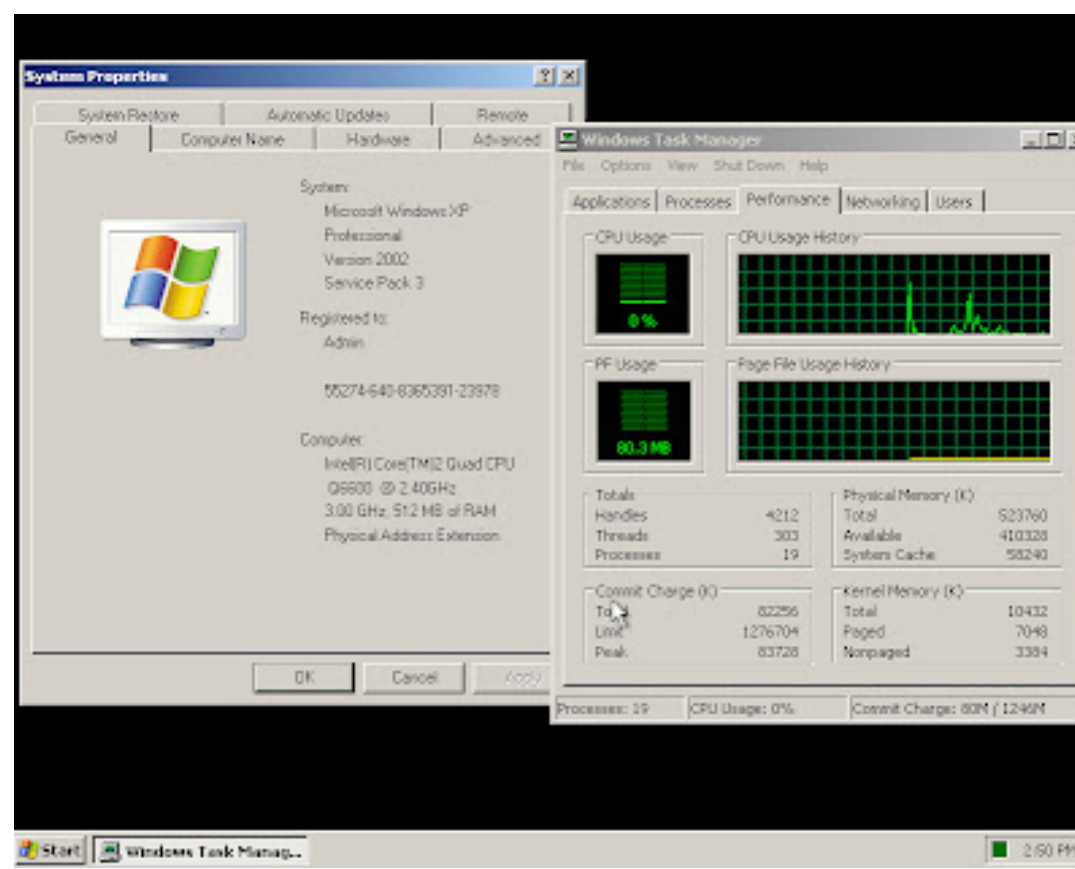 System Properties
System Restore Automatic Updates Remote
General Computer Name Hardware Advanced
System:
Microsoft Windows XP
Professional
Version 2002
Service Pack 3
Registered to:
Admin
55274-640-8365391-23978
Computer:
Intel(R) Core(TM)2 Quad CPU
Q6600 @ 2.40GHz
3.00 GHz, 512 MB of RAM
Physical Address Extension
OK Cancel Apply
Windows Task Manager
File Options View Shut Down Help
Applications Processes Performance Networking Users
CPU Usage CPU Usage History
0 %
PF Usage Page File Usage History
80.3 MB
Totals
Handles 4212
Threads 303
Processes 19
Physical Memory (K)
Total 523760
Available 410328
System Cache 58240
Commit Charge (K)
82256
Limit 1276704
Peak 83728
Kernel Memory (K)
Total 10432
Paged 7048
Nonpaged 3384
Processes: 19 CPU Usage: 0% Commit Charge: 80M / 1246M
Start Windows Task Manag... 2:50 PM